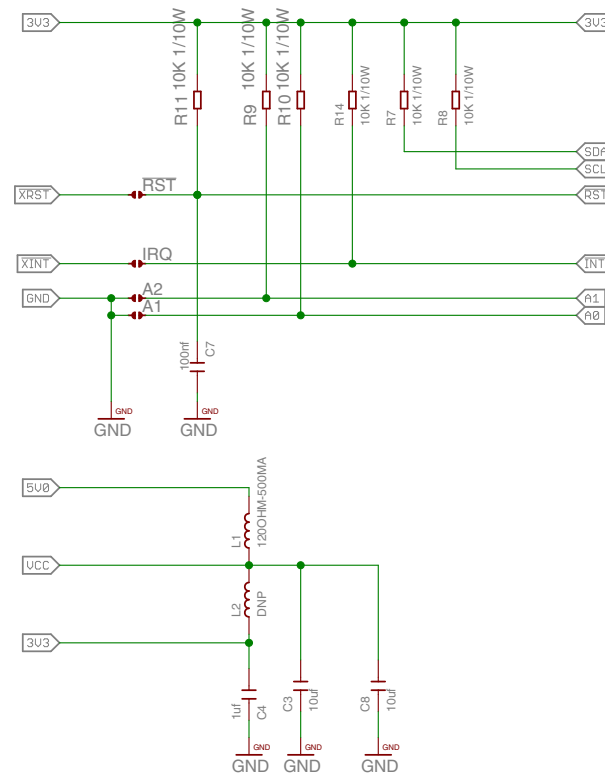 3V3
3V3
R11 10K 1/10W
R9 10K 1/10W
R10 10K 1/10W
R14 10K 1/10W
R7 10K 1/10W
R8 10K 1/10W
SDA
SCL
XRST
RST
RST
XINT
IRQ
INT
GND
A2
A1
A1
A0
100nf
C7
GND
GND
GND
GND
5V0
L1
120OHM-500MA
VCC
L2
DNP
3V3
1uf
C4
C3
10uf
C8
10uf
GND
GND
GND
GND
GND
GND